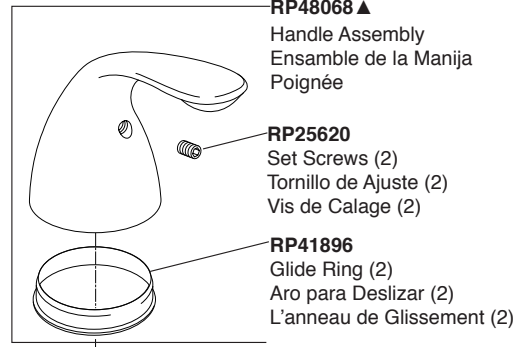 RP48068▲
Handle Assembly
Ensamble de la Manija
Poignée
RP25620
Set Screws (2)
Tornillo de Ajuste (2)
Vis de Calage (2)
RP41896
Glide Ring (2)
Aro para Deslizar (2)
L'anneau de Glissement (2)